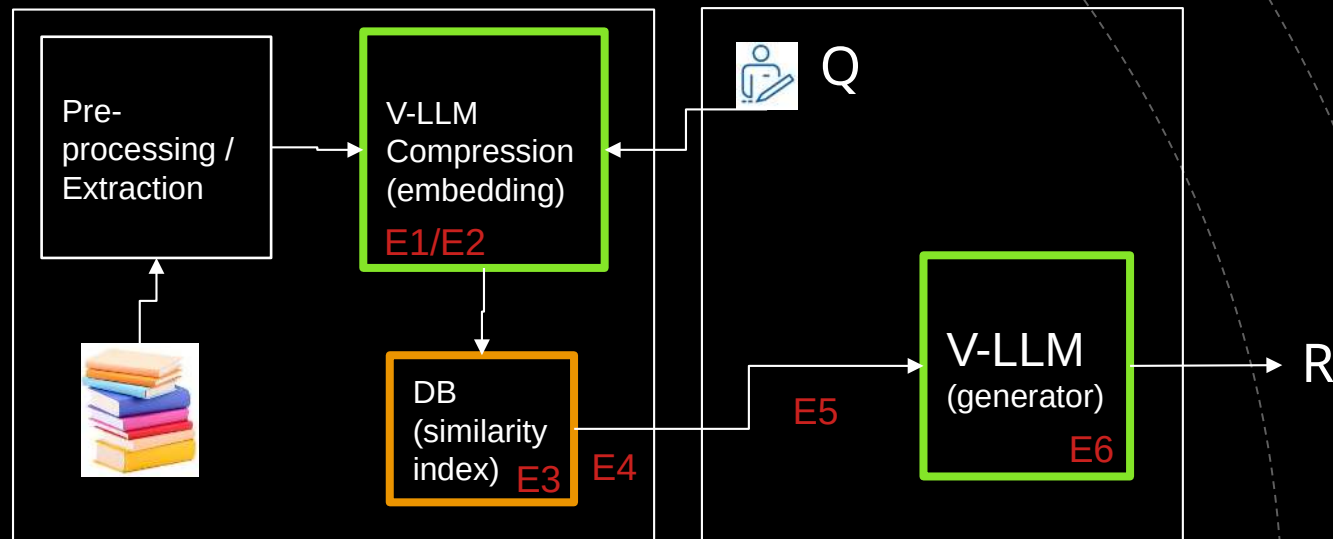 Pre-
processing /
Extraction
V-LLM
Compression
(embedding)
E1/E2
DB
(similarity
index)
E3
E4
Q
E5
V-LLM
(generator)
E6
R